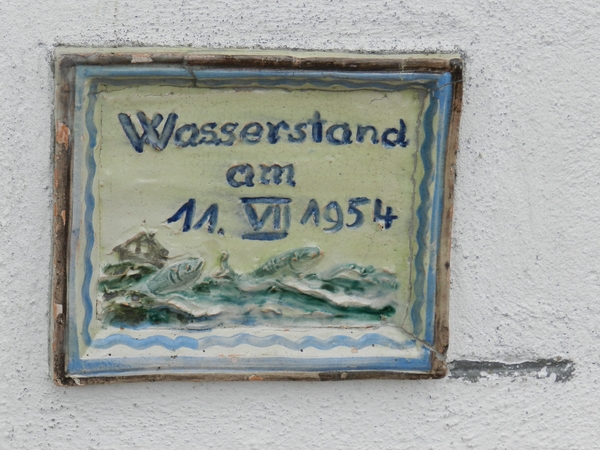 Wasserstand
am
11. VII 1954